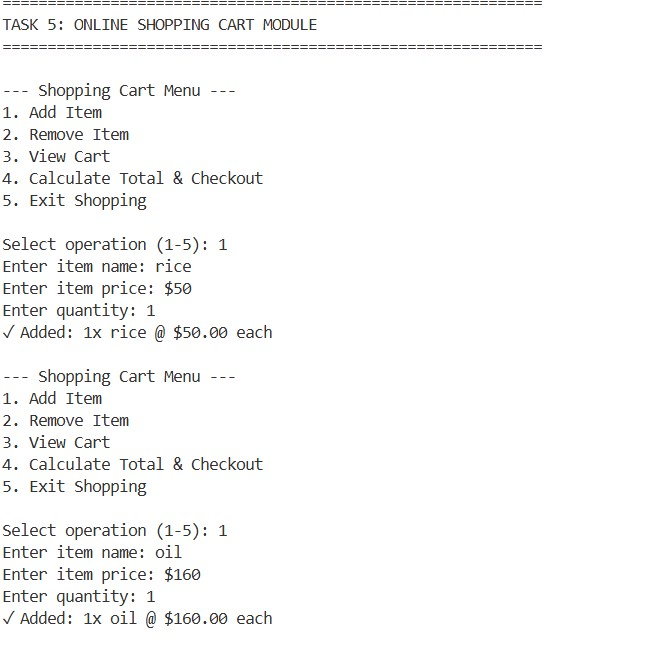 ============================================================
TASK 5: ONLINE SHOPPING CART MODULE
============================================================
--- Shopping Cart Menu ---
1. Add Item
2. Remove Item
3. View Cart
4. Calculate Total & Checkout
5. Exit Shopping
Select operation (1-5): 1
Enter item name: rice
Enter item price: $50
Enter quantity: 1
✓ Added: 1x rice @ $50.00 each
--- Shopping Cart Menu ---
1. Add Item
2. Remove Item
3. View Cart
4. Calculate Total & Checkout
5. Exit Shopping
Select operation (1-5): 1
Enter item name: oil
Enter item price: $160
Enter quantity: 1
✓ Added: 1x oil @ $160.00 each